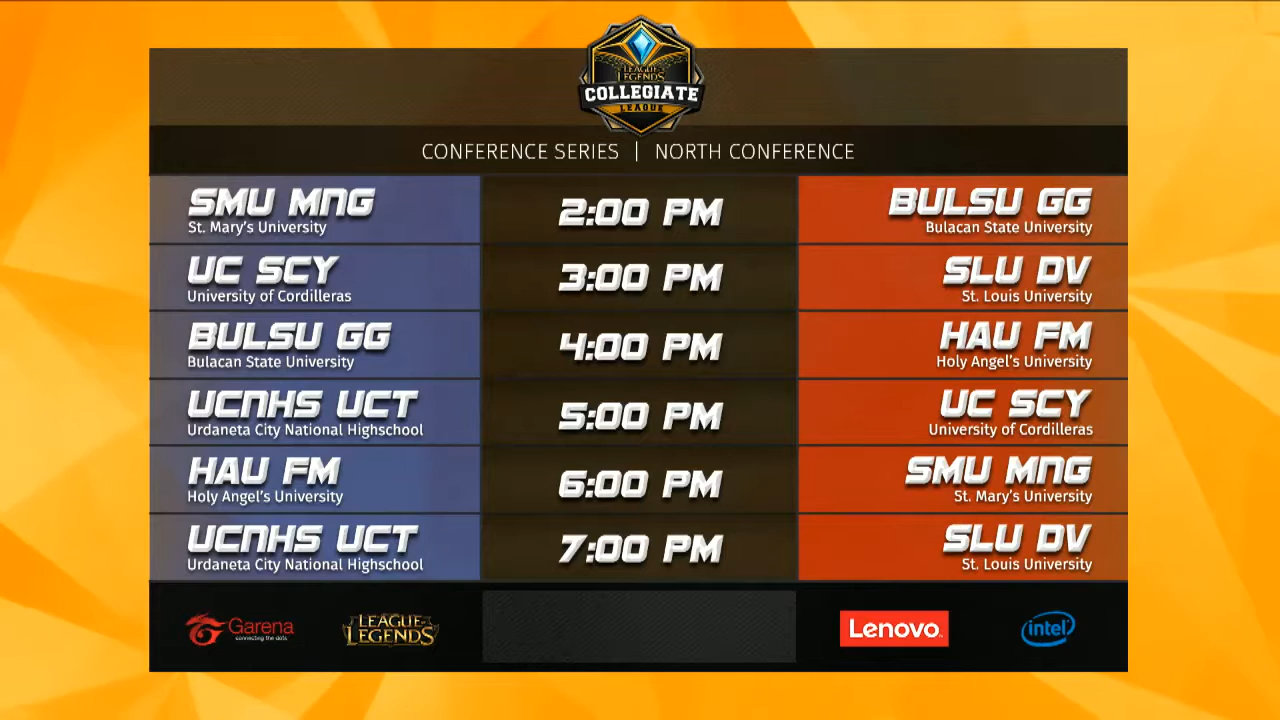 LEAGUE OF LEGENDS
COLLEGIATE
LEAGUE
CONFERENCE SERIES | NORTH CONFERENCE
SMU MNG
St. Mary's University
2:00 PM
BULSU GG
Bulacan State University
UC SCY
University of Cordilleras
3:00 PM
SLU DV
St. Louis University
BULSU GG
Bulacan State University
4:00 PM
HAU FM
Holy Angel's University
UCNHS UCT
Urdaneta City National Highschool
5:00 PM
UC SCY
University of Cordilleras
HAU FM
Holy Angel's University
6:00 PM
SMU MNG
St. Mary's University
UCNHS UCT
Urdaneta City National Highschool
7:00 PM
SLU DV
St. Louis University
Garena
connecting the dots
LEAGUE OF
LEGENDS
Lenovo
intel